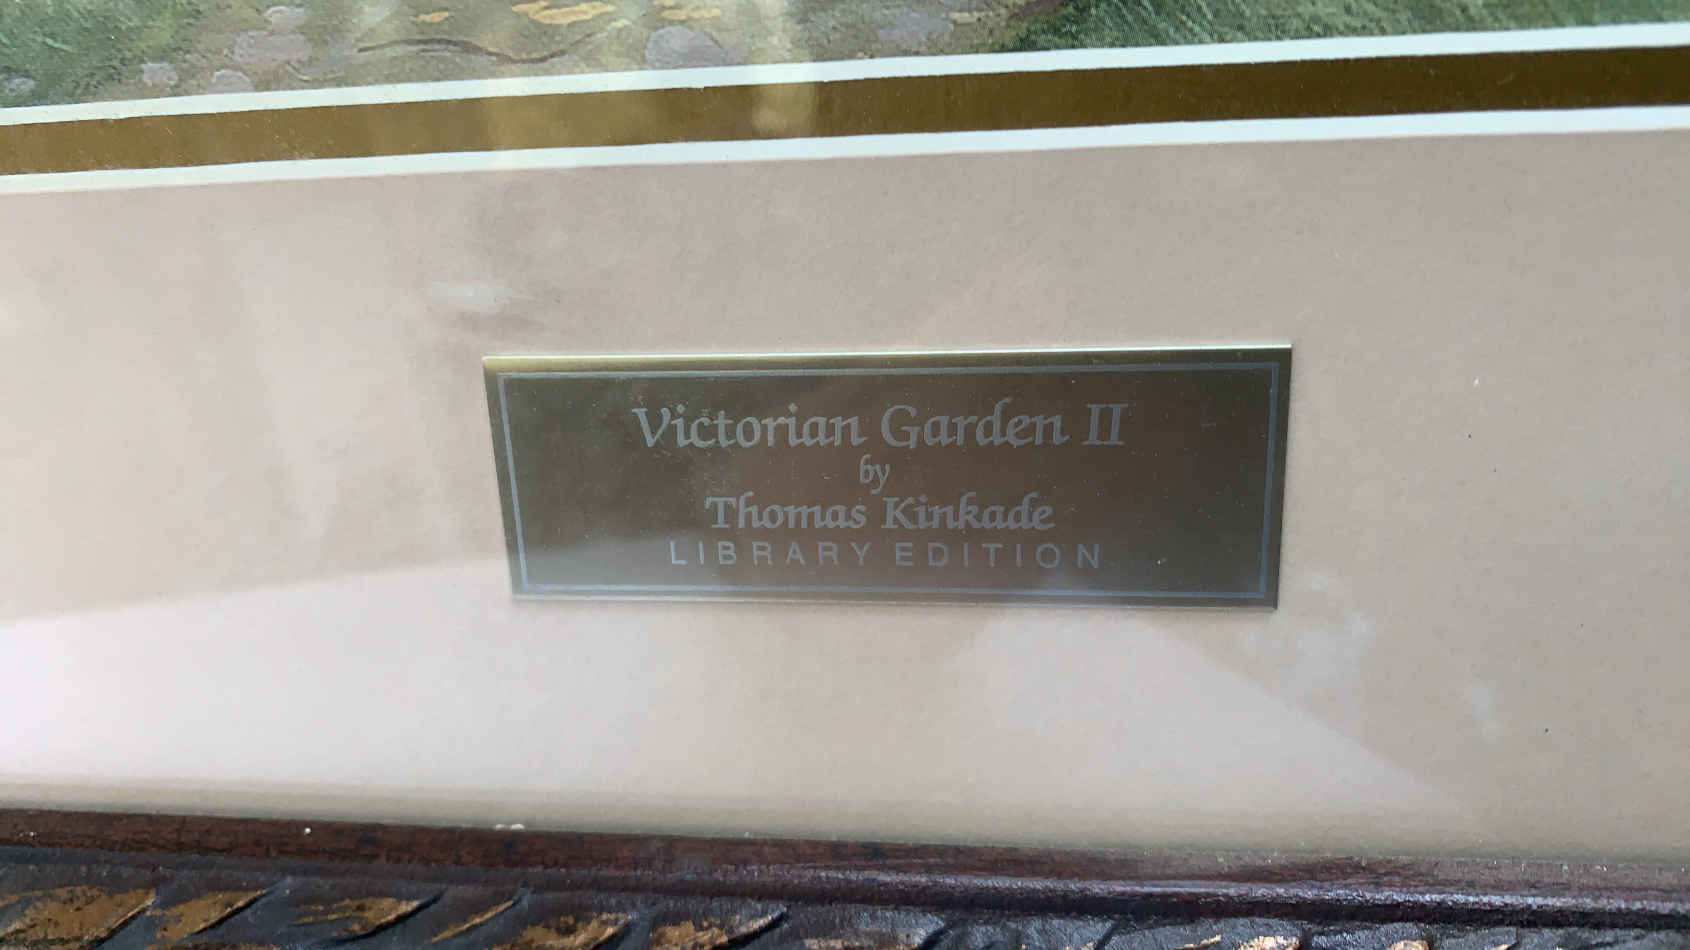 Victorian Garden II
by
Thomas Kinkade
LIBRARY EDITION